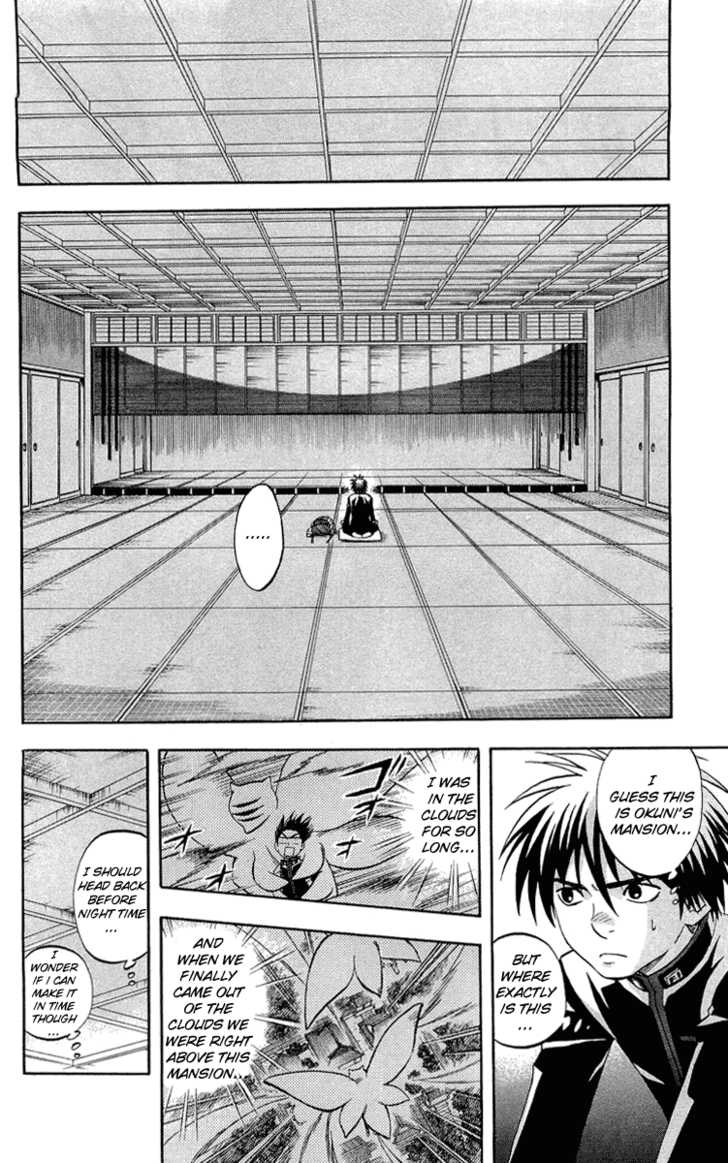 .....
I
GUESS THIS
IS OKUNI'S
MANSION...
BUT
WHERE
EXACTLY
IS THIS
...
I WAS
IN THE
CLOUDS
FOR SO
LONG...
ゴ
AND
WHEN WE
FINALLY
CAME OUT
OF THE
CLOUDS WE
WERE RIGHT
ABOVE THIS
MANSION...
I SHOULD
HEAD BACK
BEFORE
NIGHT TIME
...
I
WONDER
IF I CAN
MAKE IT
IN TIME
THOUGH
...